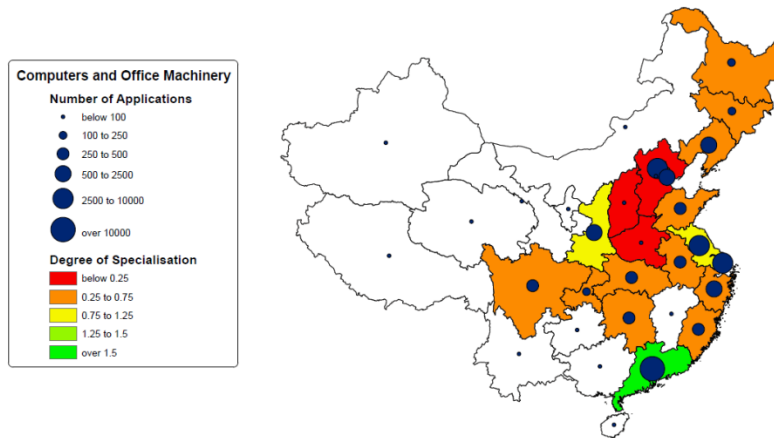 Computers and Office Machinery
Number of Applications
below 100
100 to 250
250 to 500
500 to 2500
2500 to 10000
over 10000
Degree of Specialisation
below 0.25
0.25 to 0.75
0.75 to 1.25
1.25 to 1.5
over 1.5